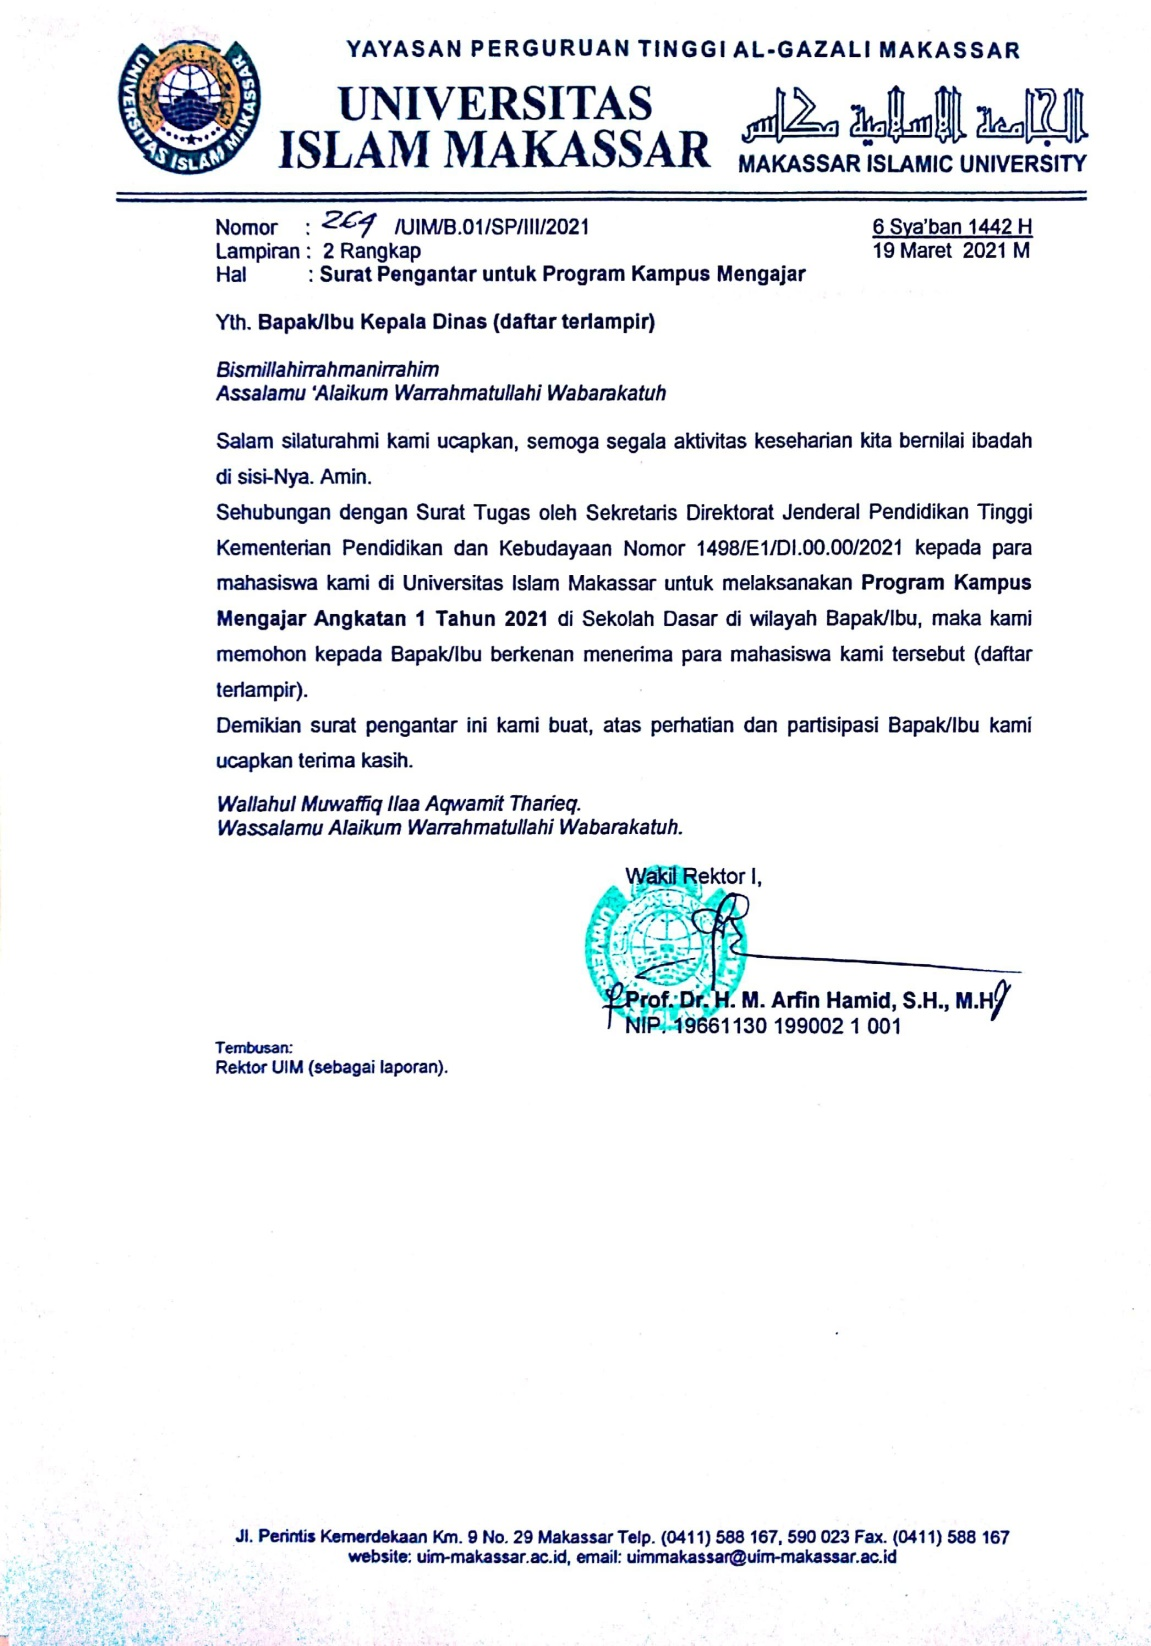 YAYASAN PERGURUAN TINGGI AL-GAZALI MAKASSAR
UNIVERSITAS ISLAM MAKASSAR
UNIVERSITAS
ISLAM MAKASSAR
الجامعة الإسلامية مكاسر
MAKASSAR ISLAMIC UNIVERSITY
Nomor : 269 /UIM/B.01/SP/III/2021
6 Sya'ban 1442 H
Lampiran : 2 Rangkap
19 Maret 2021 M
Hal : Surat Pengantar untuk Program Kampus Mengajar
Yth. Bapak/Ibu Kepala Dinas (daftar terlampir)
Bismillahirrahmanirrahim
Assalamu 'Alaikum Warrahmatullahi Wabarakatuh
Salam silaturahmi kami ucapkan, semoga segala aktivitas keseharian kita bernilai ibadah
di sisi-Nya. Amin.
Sehubungan dengan Surat Tugas oleh Sekretaris Direktorat Jenderal Pendidikan Tinggi
Kementerian Pendidikan dan Kebudayaan Nomor 1498/E1/DI.00.00/2021 kepada para
mahasiswa kami di Universitas Islam Makassar untuk melaksanakan Program Kampus
Mengajar Angkatan 1 Tahun 2021 di Sekolah Dasar di wilayah Bapak/Ibu, maka kami
memohon kepada Bapak/Ibu berkenan menerima para mahasiswa kami tersebut (daftar
terlampir).
Demikian surat pengantar ini kami buat, atas perhatian dan partisipasi Bapak/Ibu kami
ucapkan terima kasih.
Wallahul Muwaffiq Ilaa Aqwamit Tharieq.
Wassalamu Alaikum Warrahmatullahi Wabarakatuh.
Wakil Rektor I,
Prof. Dr. H. M. Arfin Hamid, S.H., M.H
NIP. 19661130 199002 1 001
Tembusan:
Rektor UIM (sebagai laporan).
Jl. Perintis Kemerdekaan Km. 9 No. 29 Makassar Telp. (0411) 588 167, 590 023 Fax. (0411) 588 167
website: uim-makassar.ac.id, email: uimmakassar@uim-makassar.ac.id